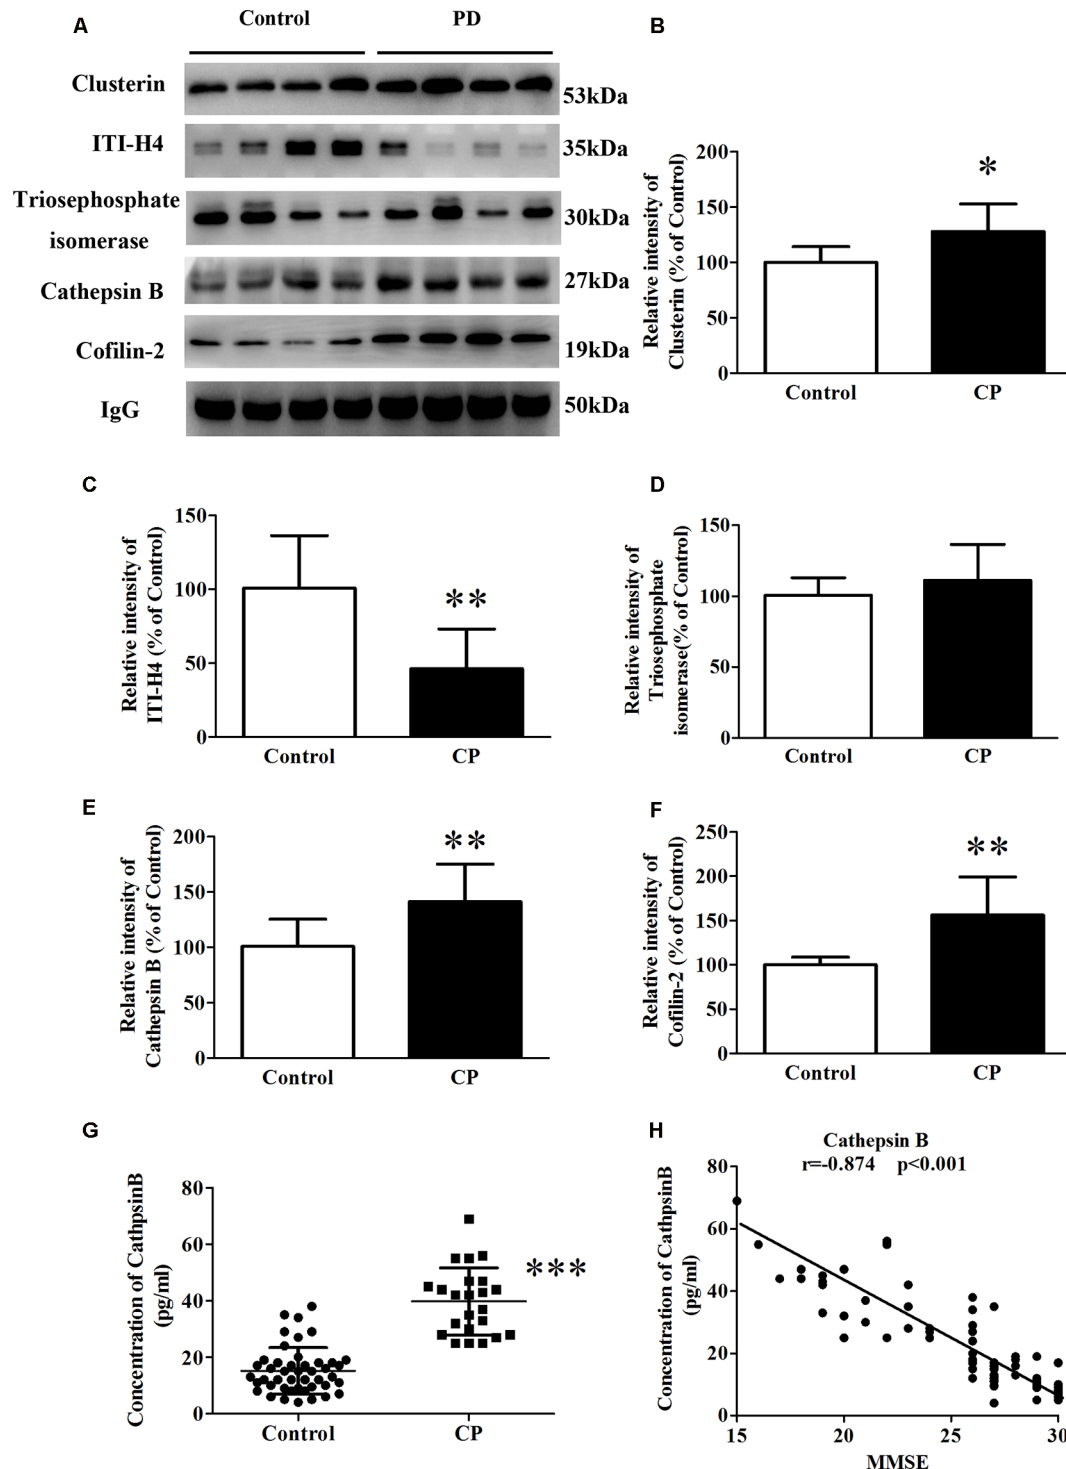 A
Control
PD
Clusterin
53kDa
ITI-H4
35kDa
Triosephosphate
isomerase
30kDa
Cathepsin B
27kDa
Cofilin-2
19kDa
IgG
50kDa
B
Relative intensity of
Clusterin (% of Control)
200
150
100
50
0
*
Control
CP
C
Relative intensity of
ITI-H4 (% of Control)
150
100
50
0
**
Control
CP
D
Relative intensity of
Triosephosphate
isomerase(% of Control)
150
100
50
0
Control
CP
E
Relative intensity of
Cathepsin B (% of Control)
200
150
100
50
0
**
Control
CP
F
Relative intensity of
Cofilin-2 (% of Control)
250
200
150
100
50
0
**
Control
CP
G
Concentration of CathpsinB
(pg/ml)
80
60
40
20
0
***
Control
CP
H
Cathepsin B
r=-0.874 p<0.001
Concentration of CathpsinB
(pg/ml)
80
60
40
20
0
15
20
25
30
MMSE